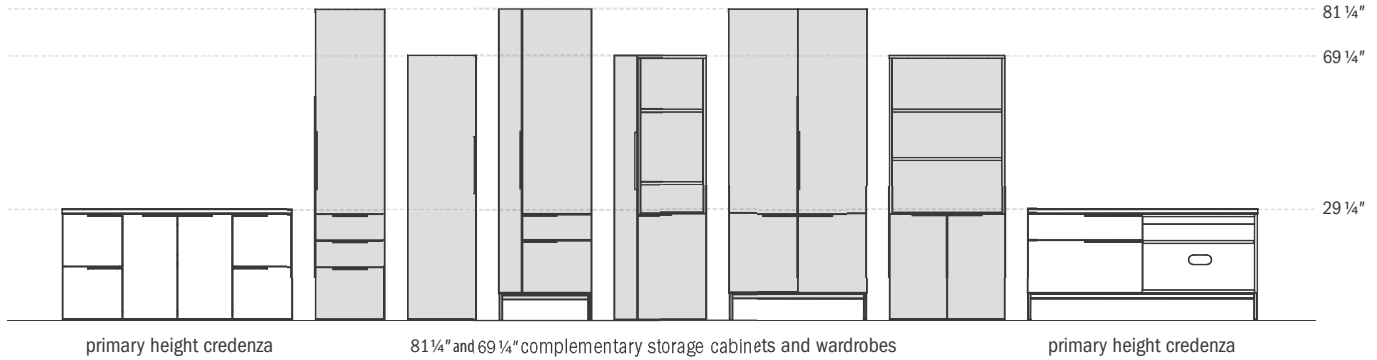 81 ¼"
69 ¼"
29 ¼"
primary height credenza
81 ¼" and 69 ¼" complementary storage cabinets and wardrobes
primary height credenza